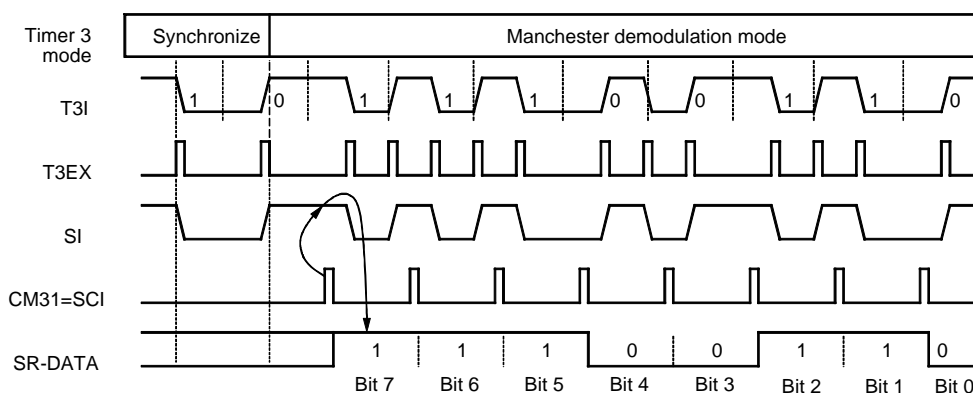 Timer 3
mode
Synchronize
Manchester demodulation mode
T3I
1 0 1 1 1 0 0 1 1 0
T3EX
SI
CM31=SCI
SR-DATA
1 1 1 0 0 1 1 0
Bit 7 Bit 6 Bit 5 Bit 4 Bit 3 Bit 2 Bit 1 Bit 0